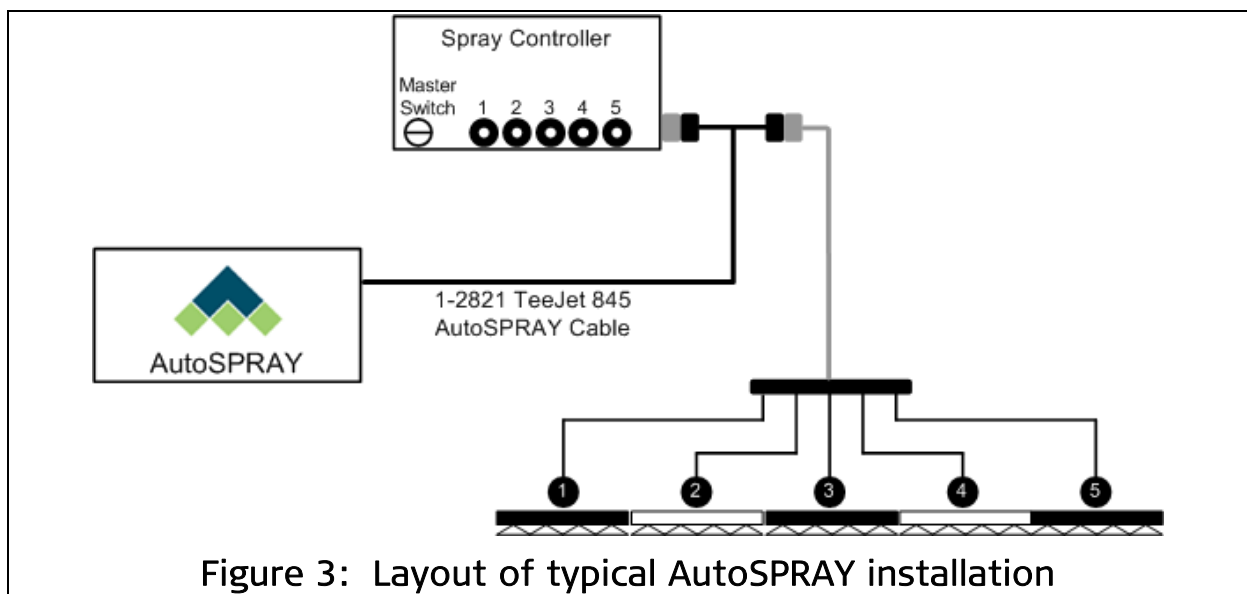 Spray Controller
Master
Switch 1 2 3 4 5
AutoSPRAY
1-2821 TeeJet 845
AutoSPRAY Cable
1 2 3 4 5
Figure 3: Layout of typical AutoSPRAY installation